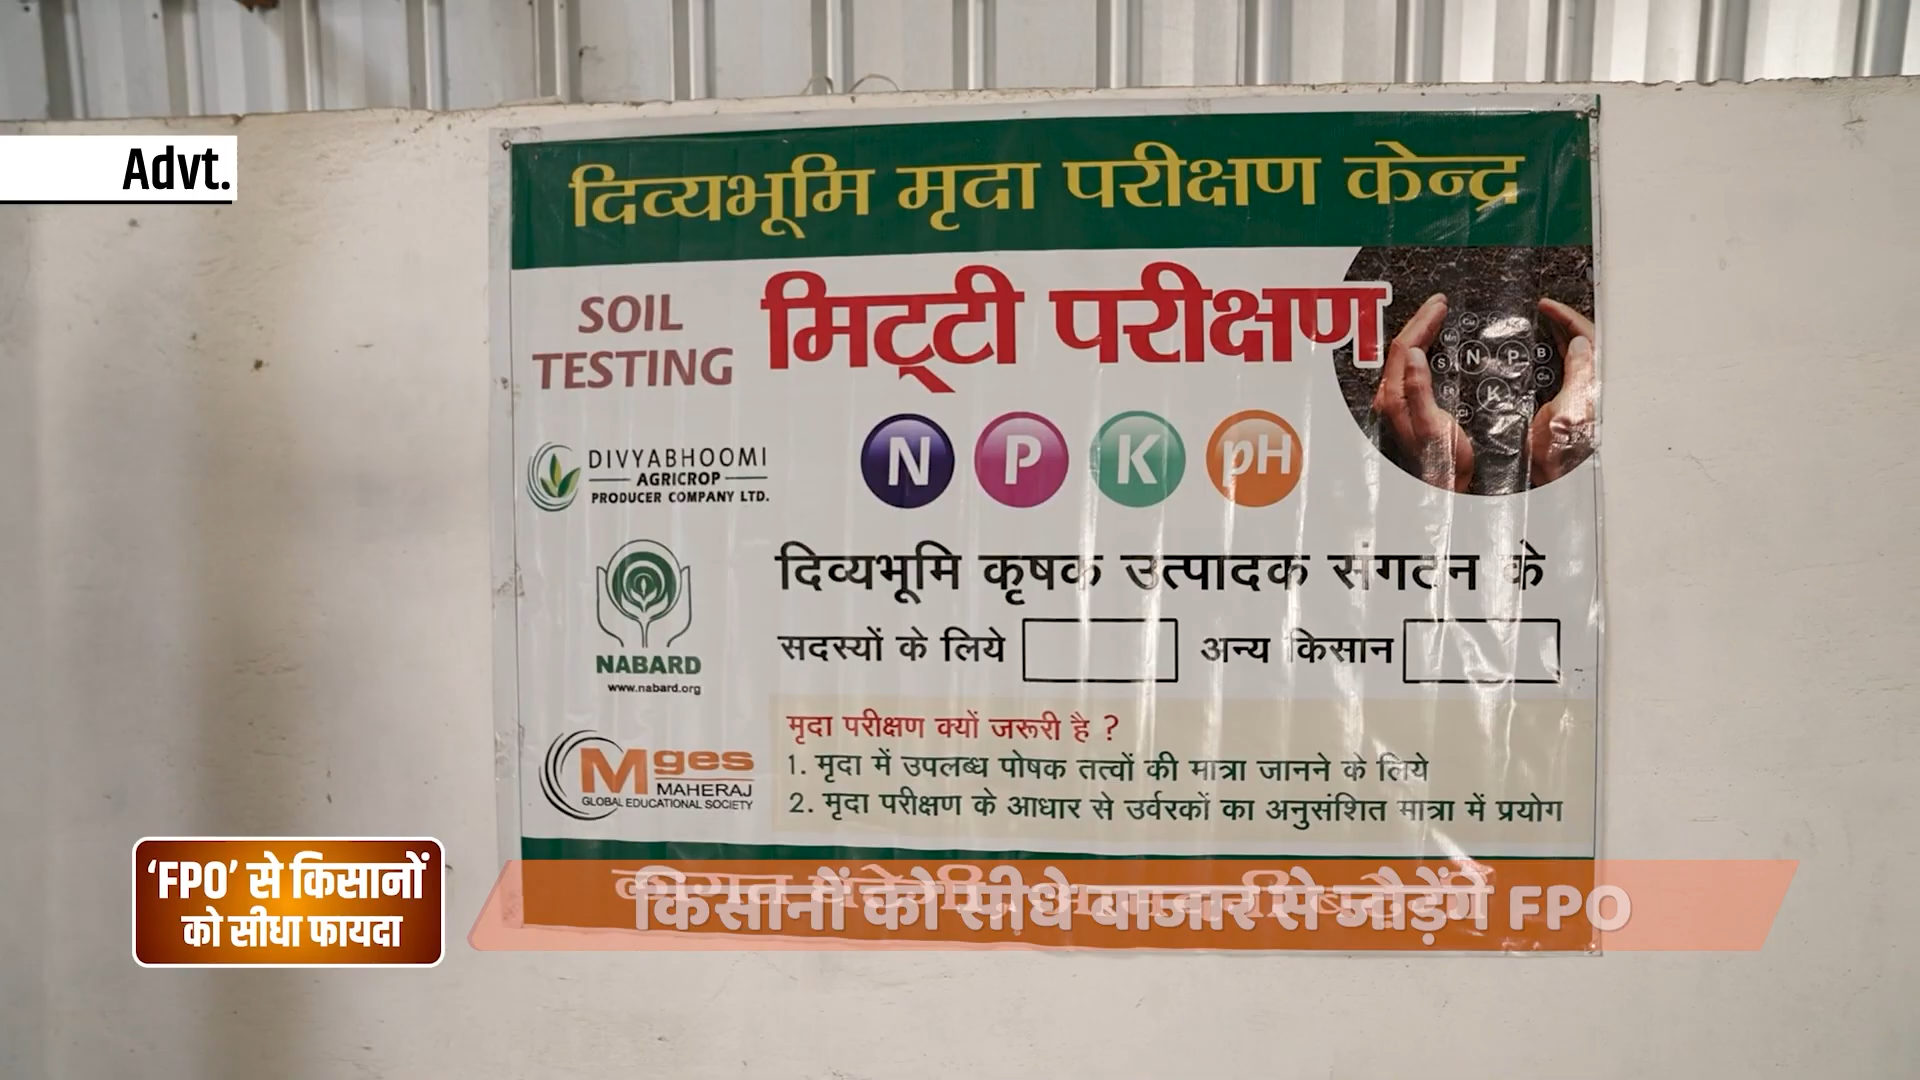 Advt.
दिव्यभूमि मृदा परीक्षण केन्द्र
SOIL
TESTING
मिट्टी परीक्षण
N P K pH
DIVYABHOOMI
AGRICROP
PRODUCER COMPANY LTD.
दिव्यभूमि कृषक उत्पादक संगठन के
सदस्यों के लिये
अन्य किसान
NABARD
www.nabard.org
मृदा परीक्षण क्यों जरूरी है ?
1. मृदा में उपलब्ध पोषक तत्वों की मात्रा जानने के लिये
2. मृदा परीक्षण के आधार से उर्वरकों का अनुसंशित मात्रा में प्रयोग
Mges
MAHERAJ
GLOBAL EDUCATIONAL SOCIETY
'FPO' से किसानों
को सीधा फायदा
किसानों को सीधे बाजार से जोड़ेंगे FPO